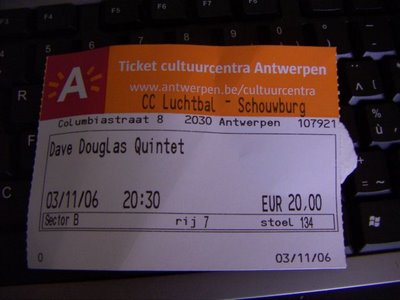 Ticket cultuurcentra Antwerpen
www.antwerpen.be/cultuurcentra
A
CC Luchtbal - Schouwburg
Columbiastraat 8 2030 Antwerpen 107921
Dave Douglas Quintet
03/11/06 20:30 EUR 20,00
Sector B rij 7 stoel 134
0 03/11/06